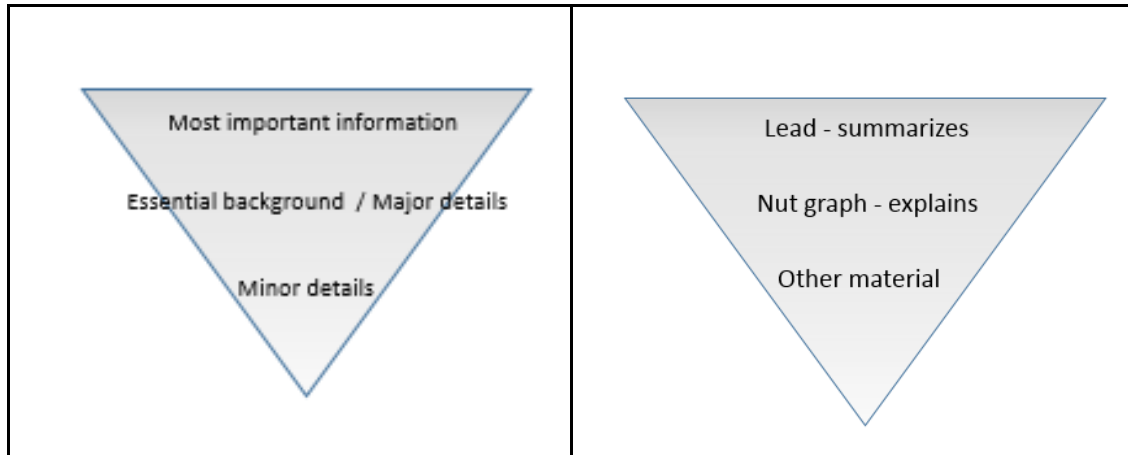 Most important information
Essential background / Major details
Minor details
Lead - summarizes
Nut graph - explains
Other material